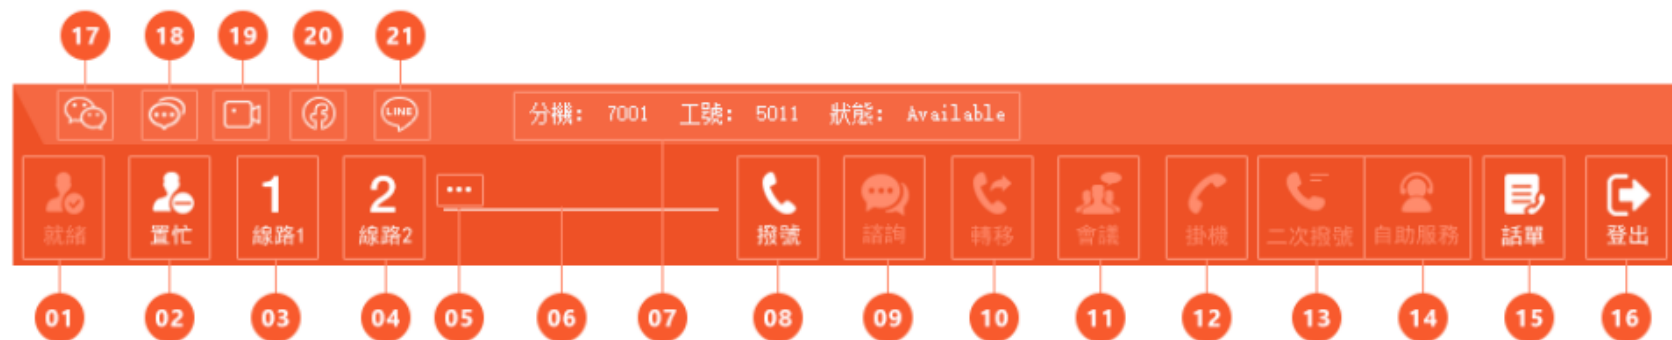 17 18 19 20 21
LINE 分機： 7001 工號： 5011 狀態： Available
1 2 ...
就緒 置忙 線路1 線路2 撥號 諮詢 轉移 會議 掛機 二次撥號 自助服務 話單 登出
01 02 03 04 05 06 07 08 09 10 11 12 13 14 15 16